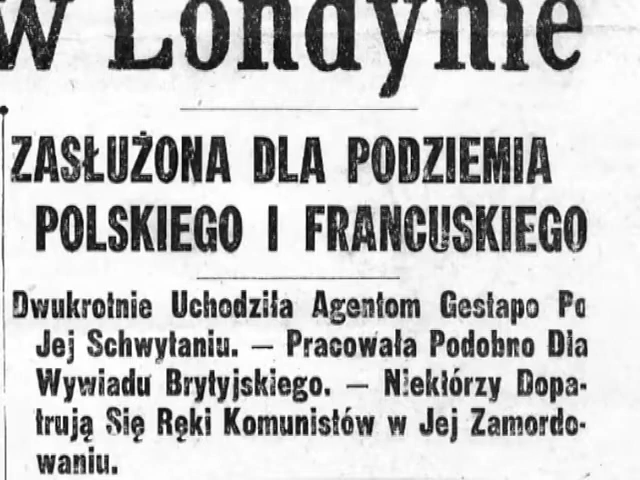 w Londynie
ZASŁUŻONA DLA PODZIEMIA
POLSKIEGO I FRANCUSKIEGO
Dwukrotnie Uchodziła Agentom Gestapo Po
Jej Schwytaniu. — Pracowała Podobno Dla
Wywiadu Brytyjskiego. — Niektórzy Dopa-
trują Się Ręki Komunistów w Jej Zamordo-
waniu.